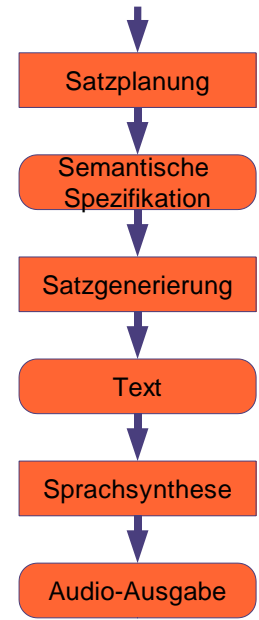 Satzplanung
Semantische
Spezifikation
Satzgenerierung
Text
Sprachsynthese
Audio-Ausgabe